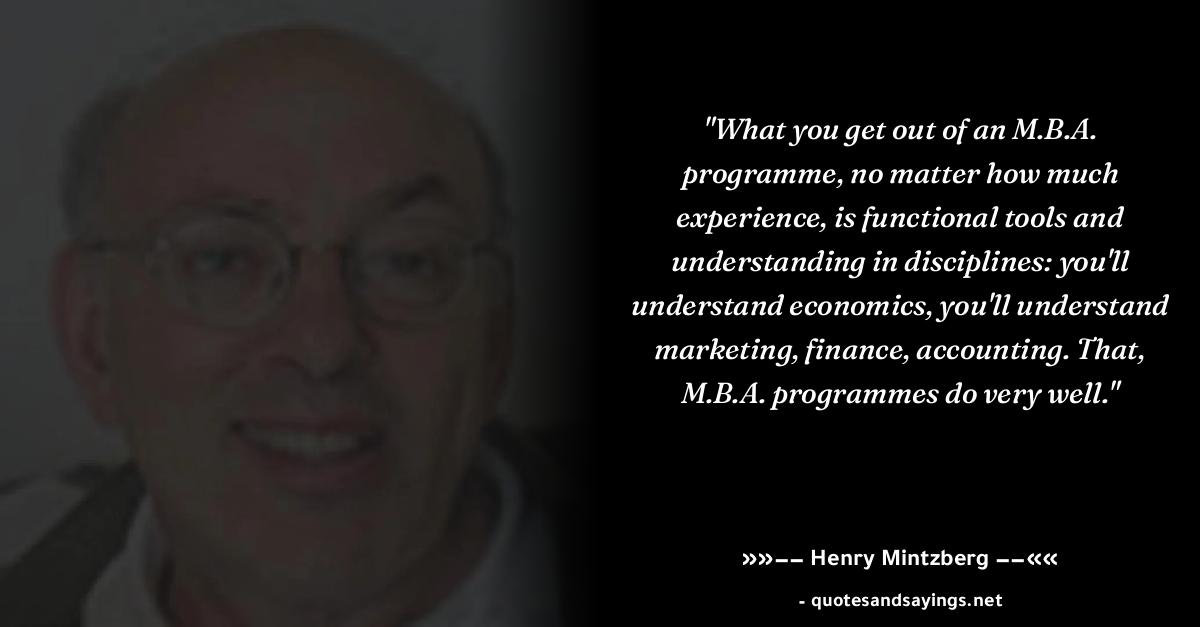 "What you get out of an M.B.A.
programme, no matter how much
experience, is functional tools and
understanding in disciplines: you'll
understand economics, you'll understand
marketing, finance, accounting. That,
M.B.A. programmes do very well."
»»−− Henry Mintzberg −−««
- quotesandsayings.net